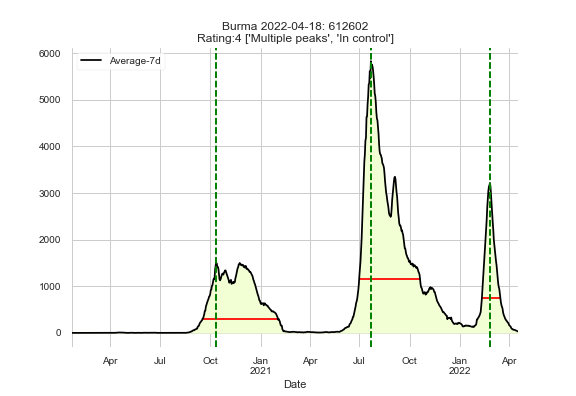 Burma 2022-04-18: 612602
Rating:4 ['Multiple peaks', 'In control']
Average-7d
6000
5000
4000
3000
2000
1000
0
Apr
Jul
Oct
Jan
2021
Apr
Jul
Oct
Jan
2022
Apr
Date